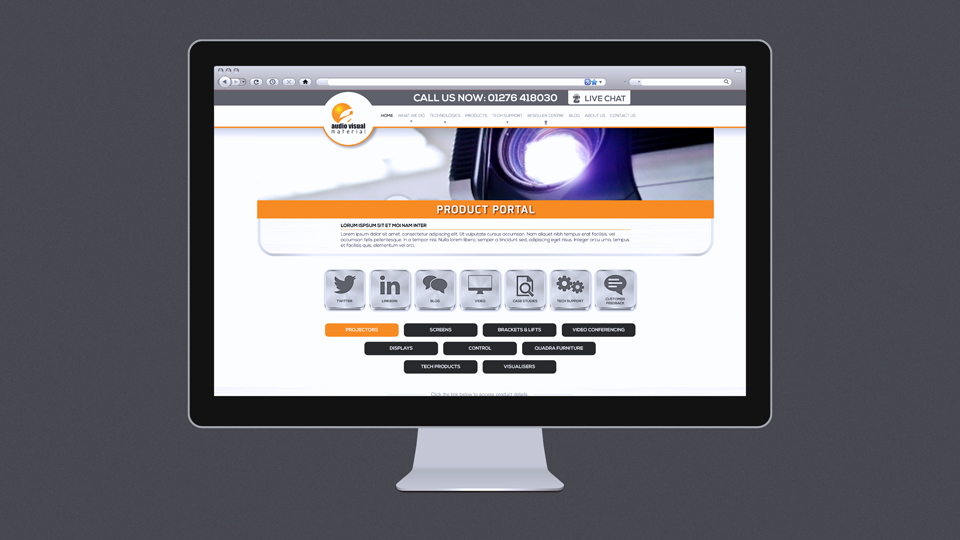 CALL US NOW: 01276 418030
LIVE CHAT
audio visual
material
HOME WHAT WE DO TECHNOLOGIES PRODUCTS TECH SUPPORT RESELLER CENTRE BLOG ABOUT US CONTACT US
PRODUCT PORTAL
LORUM ISPSUM SIT ET MOI NAM INTER
Lorem ipsum dolor sit amet, consectetur adipiscing elit. Ut vulputate cursus accumsan. Nam aliquet nibh tempus erat facilisis, vel
accumsan felis pellentesque. In a tempor nisi. Nulla lorem libero, semper a tincidunt sed, adipiscing eget risus. Integer arcu urna, tempus
et facilisis quis, elementum vel orci.
TWITTER
LINKEDIN
BLOG
VIDEO
CASE STUDIES
TECH SUPPORT
CUSTOMER
FEEDBACK
PROJECTORS
SCREENS
BRACKETS & LIFTS
VIDEO CONFERENCING
DISPLAYS
CONTROL
QUADRA FURNITURE
TECH PRODUCTS
VISUALISERS
Click the link below to access product details